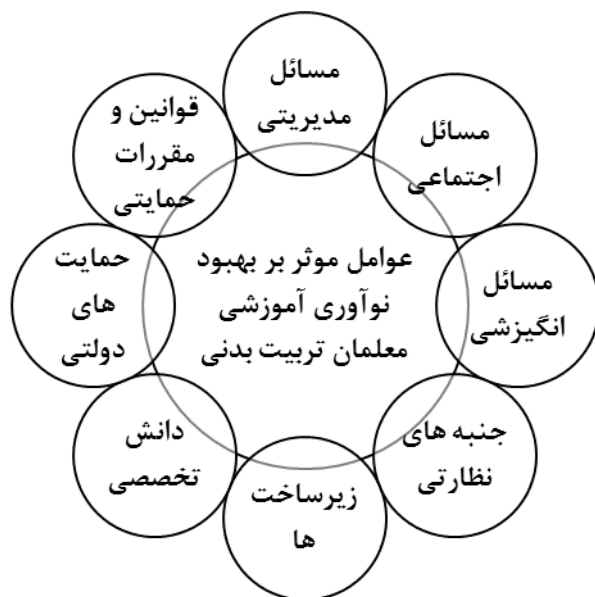 مسائل
مدیریتی
مسائل
اجتماعی
مسائل
انگیزشی
جنبه های
نظارتی
زیرساخت
ها
دانش
تخصصی
حمایت
های
دولتی
قوانین و
مقررات
حمایتی
عوامل موثر بر بهبود
نوآوری آموزشی
معلمان تربیت بدنی